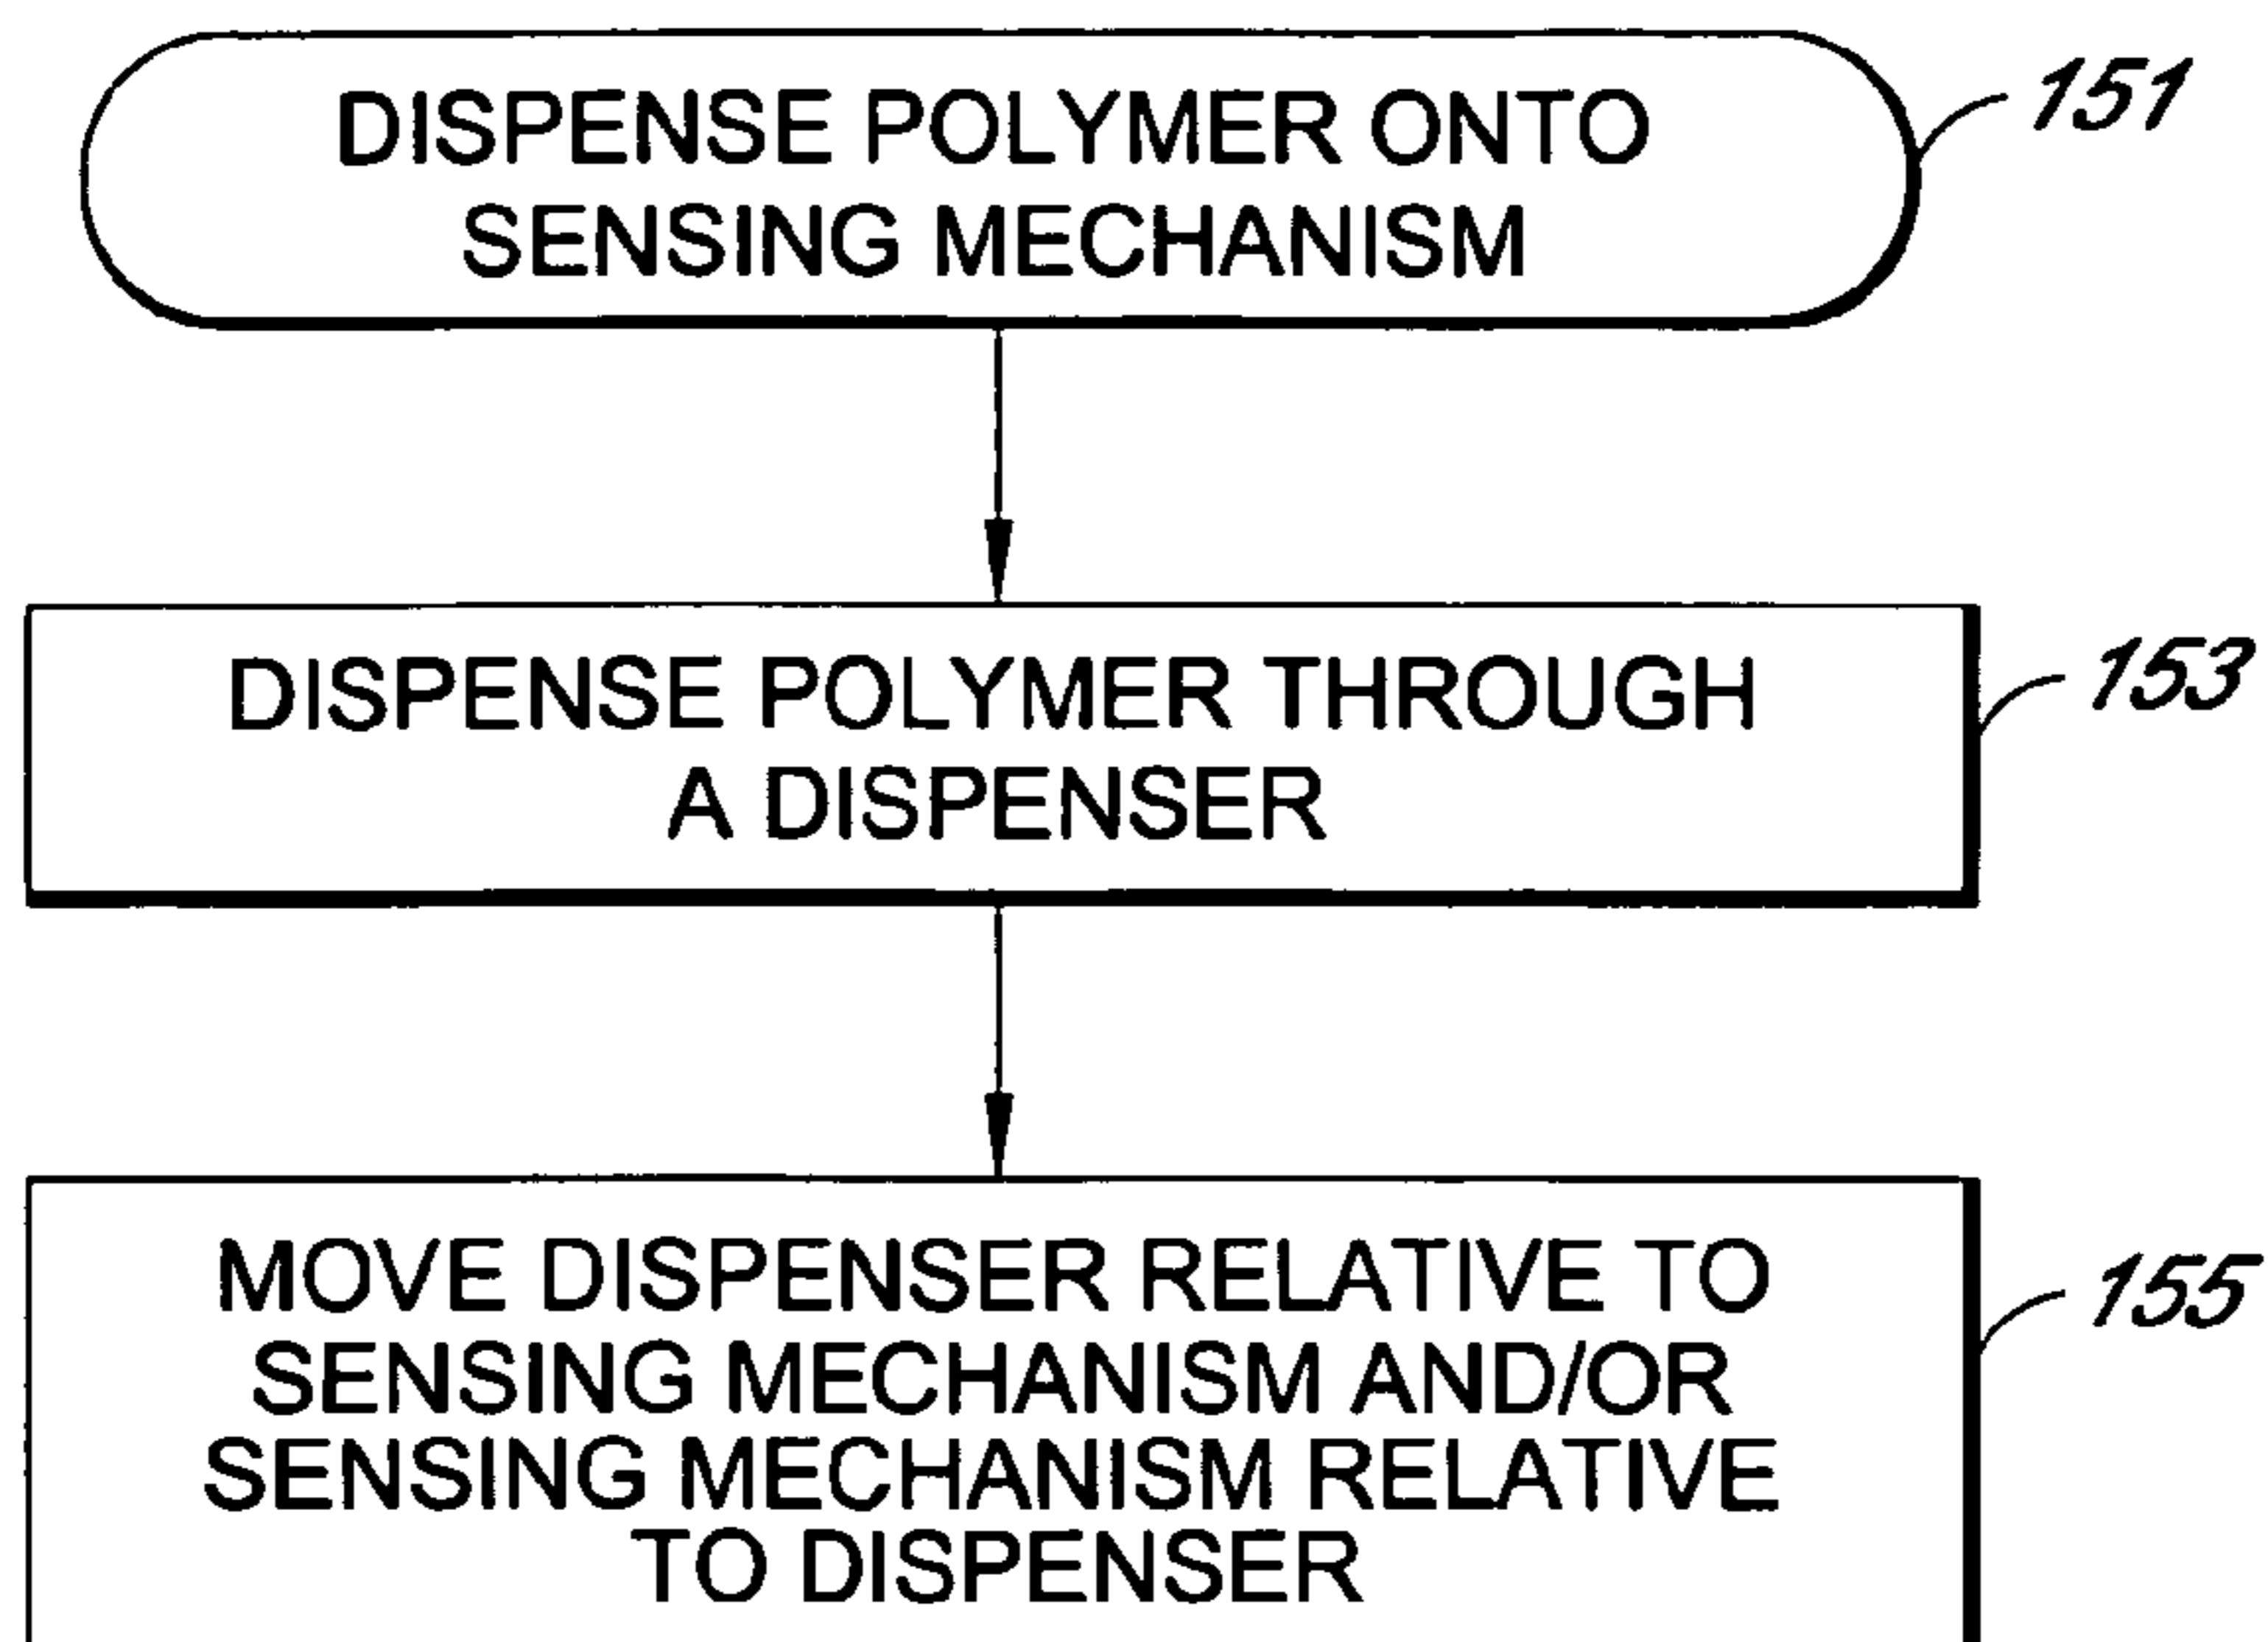 DISPENSE POLYMER ONTO
SENSING MECHANISM
151
DISPENSE POLYMER THROUGH
A DISPENSER
153
MOVE DISPENSER RELATIVE TO
SENSING MECHANISM AND/OR
SENSING MECHANISM RELATIVE
TO DISPENSER
155